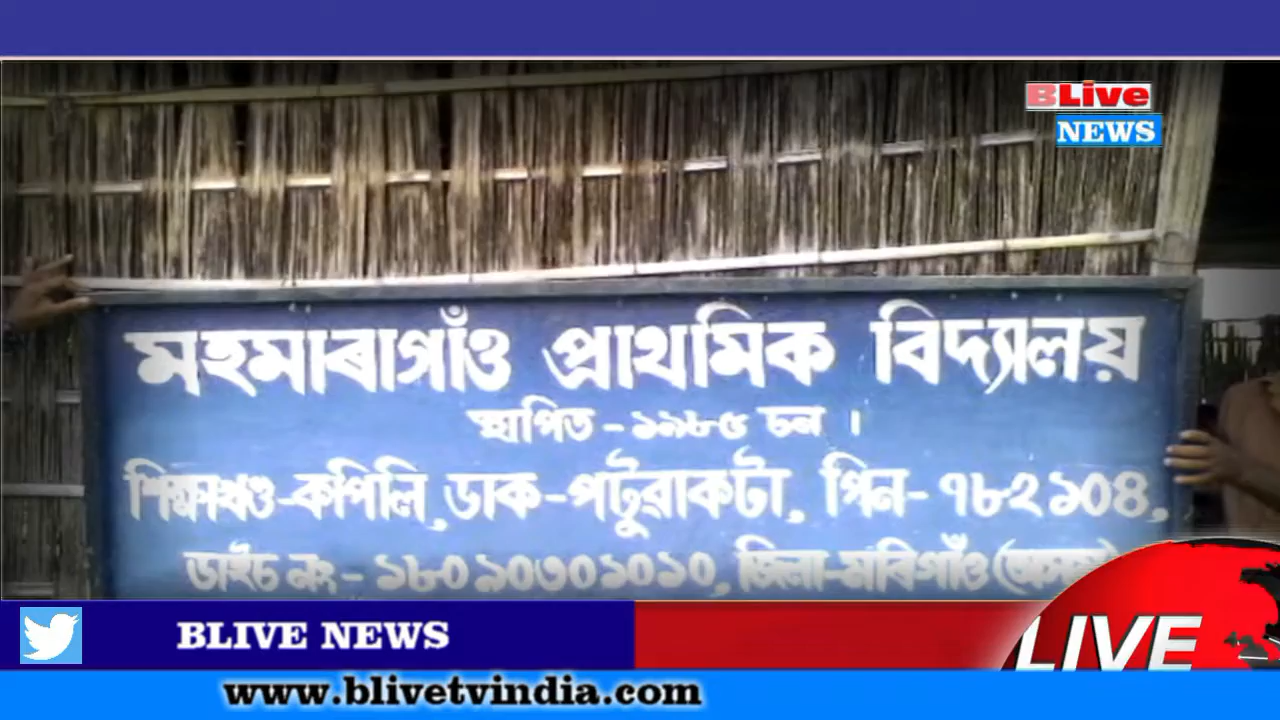 BLive
NEWS
মহমাৰাগাঁও প্ৰাথমিক বিদ্যালয়
স্থাপিত - ১৯৮৫ চন ।
শিক্ষাখণ্ড-কপিলি, ডাক-পটুৱাকটা, পিন-৭৮২১০৪,
ডাইচ নং - ১৮০৯০৩০১০১০, জিলা-মৰিগাঁও
BLIVE NEWS
LIVE
www.blivetvindia.com